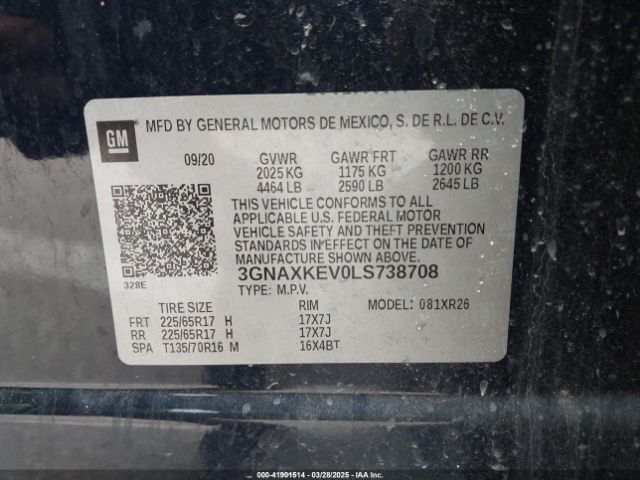 GM
MFD BY GENERAL MOTORS DE MEXICO, S. DE R.L. DE C.V.
09/20 GVWR GAWR FRT GAWR RR
2025 KG 1175 KG 1200 KG
4464 LB 2590 LB 2645 LB
THIS VEHICLE CONFORMS TO ALL
APPLICABLE U.S. FEDERAL MOTOR
VEHICLE SAFETY AND THEFT PREVENTION
STANDARDS IN EFFECT ON THE DATE OF
MANUFACTURE SHOWN ABOVE.
3GNAXKEV0LS738708
328E
TYPE: M.P.V.
TIRE SIZE RIM MODEL: 081XR26
FRT 225/65R17 H 17X7J
RR 225/65R17 H 17X7J
SPA T135/70R16 M 16X4BT
000-41901514 — 03/28/2025 — IAAI.COM